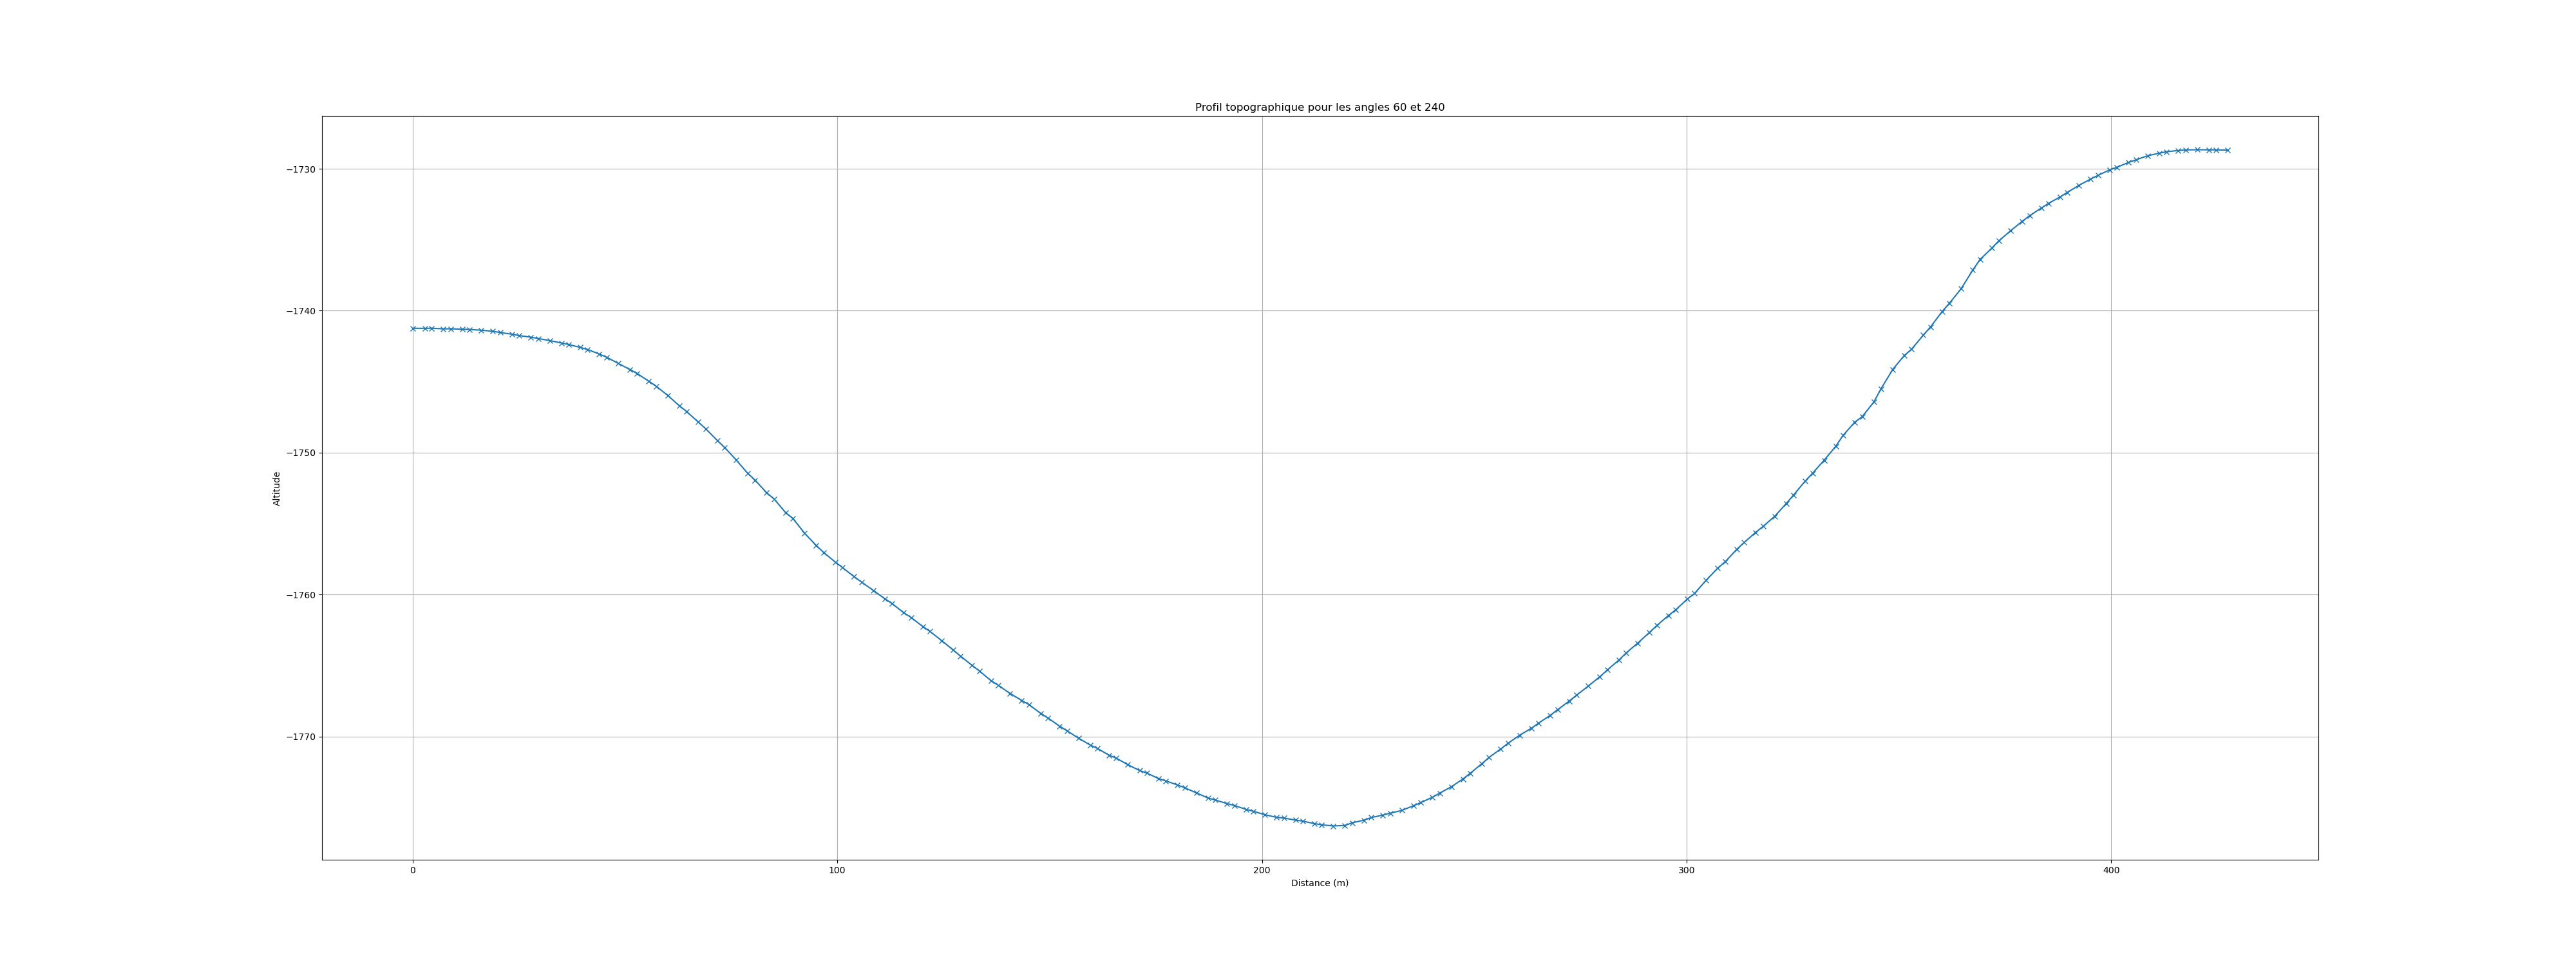 Profil topographique pour les angles 60 et 240
−1730
−1740
−1750
−1760
−1770
Altitude
0 100 200 300 400
Distance (m)